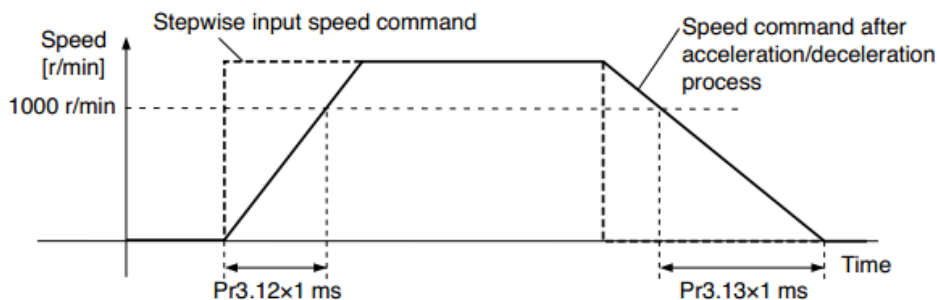 Stepwise input speed command
Speed
[r/min]
Speed command after
acceleration/deceleration
process
1000 r/min
Time
Pr3.12×1 ms
Pr3.13×1 ms